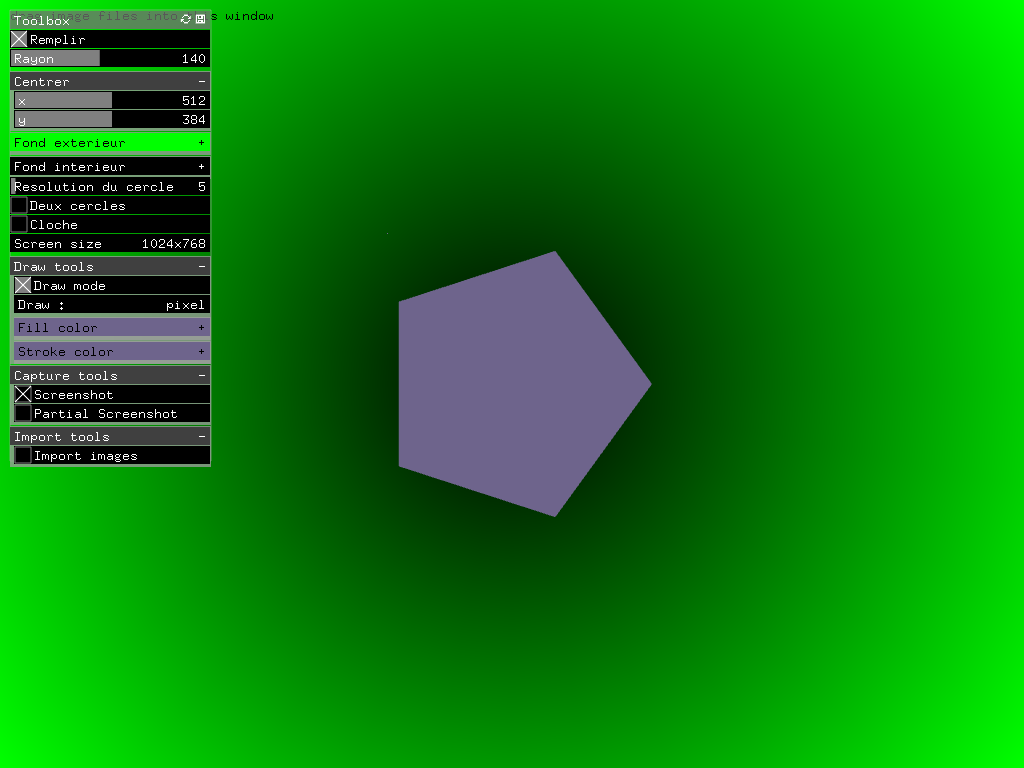 image files into s window
Toolbox
Remplir
Rayon 140
Centrer -
x 512
y 384
Fond exterieur +
Fond interieur +
Resolution du cercle 5
Deux cercles
Cloche
Screen size 1024x768
Draw tools -
Draw mode
Draw : pixel
Fill color +
Stroke color +
Capture tools -
Screenshot
Partial Screenshot
Import tools -
Import images